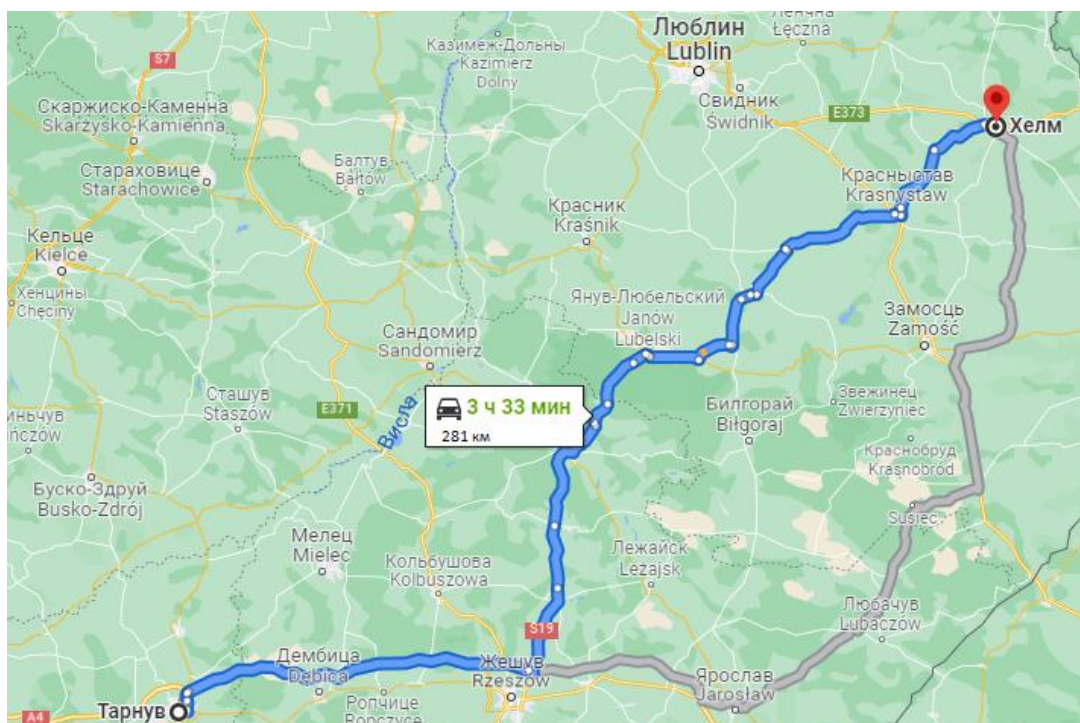 Люблин
Lublin
Łęczna
Казимеж-Дольны
Kazimierz
Dolny
S7
Свидник
Świdnik
E373
Хелм
Скаржиско-Каменна
Skarżysko-Kamienna
Балтув
Bałtów
Стараховице
Starachowice
Красныстав
Krasnystaw
Красник
Kraśnik
Кельце
Kielce
Хенцины
Chęciny
Янув-Любельский
Janów
Lubelski
Замосць
Zamość
Сандомир
Sandomierz
Сташув
Staszów
E371
Висла
3 ч 33 мин
281 км
Звежинец
Zwierzyniec
Билгорай
Biłgoraj
Краснобруд
Krasnobród
Буско-Здруй
Busko-Zdrój
Susiec
Мелец
Mielec
Кольбушова
Kolbuszowa
Лежайск
Leżajsk
Любачув
Lubaczów
S19
Дембица
Dębica
Жешув
Rzeszów
Ярослав
Jarosław
Ропчице
Ropczyce
Тарнув
A4